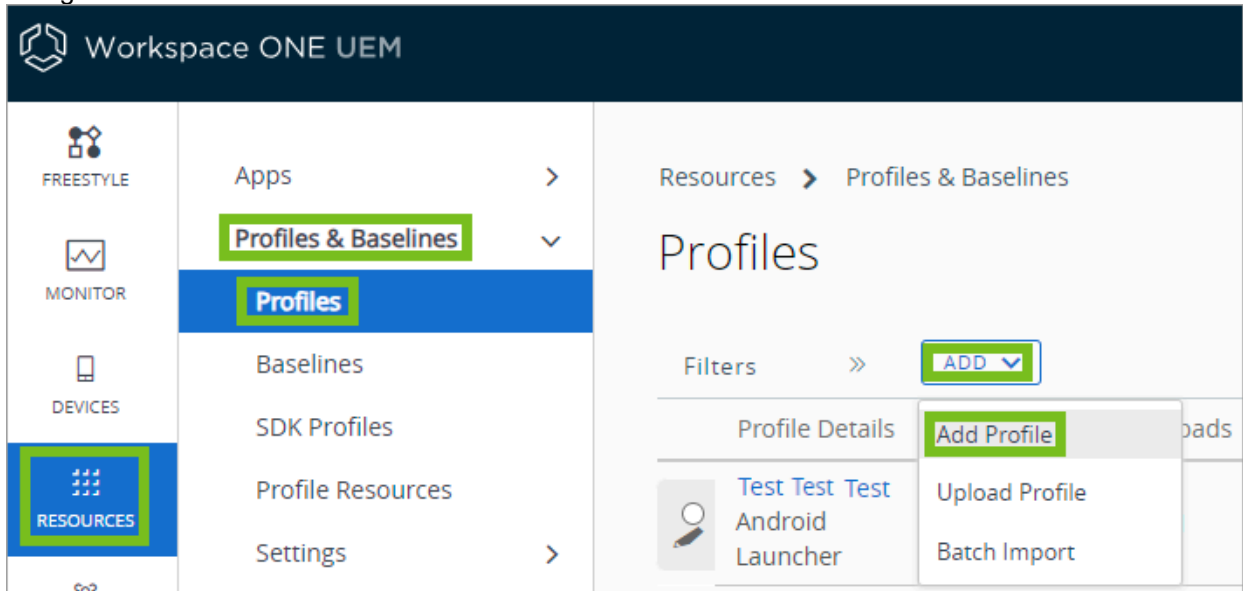 Workspace ONE UEM
FREESTYLE
MONITOR
DEVICES
RESOURCES
Apps
Profiles & Baselines
Profiles
Baselines
SDK Profiles
Profile Resources
Settings
Resources > Profiles & Baselines
Profiles
Filters » ADD
Profile Details
Add Profile
Upload Profile
Batch Import
Test Test Test
Android
Launcher